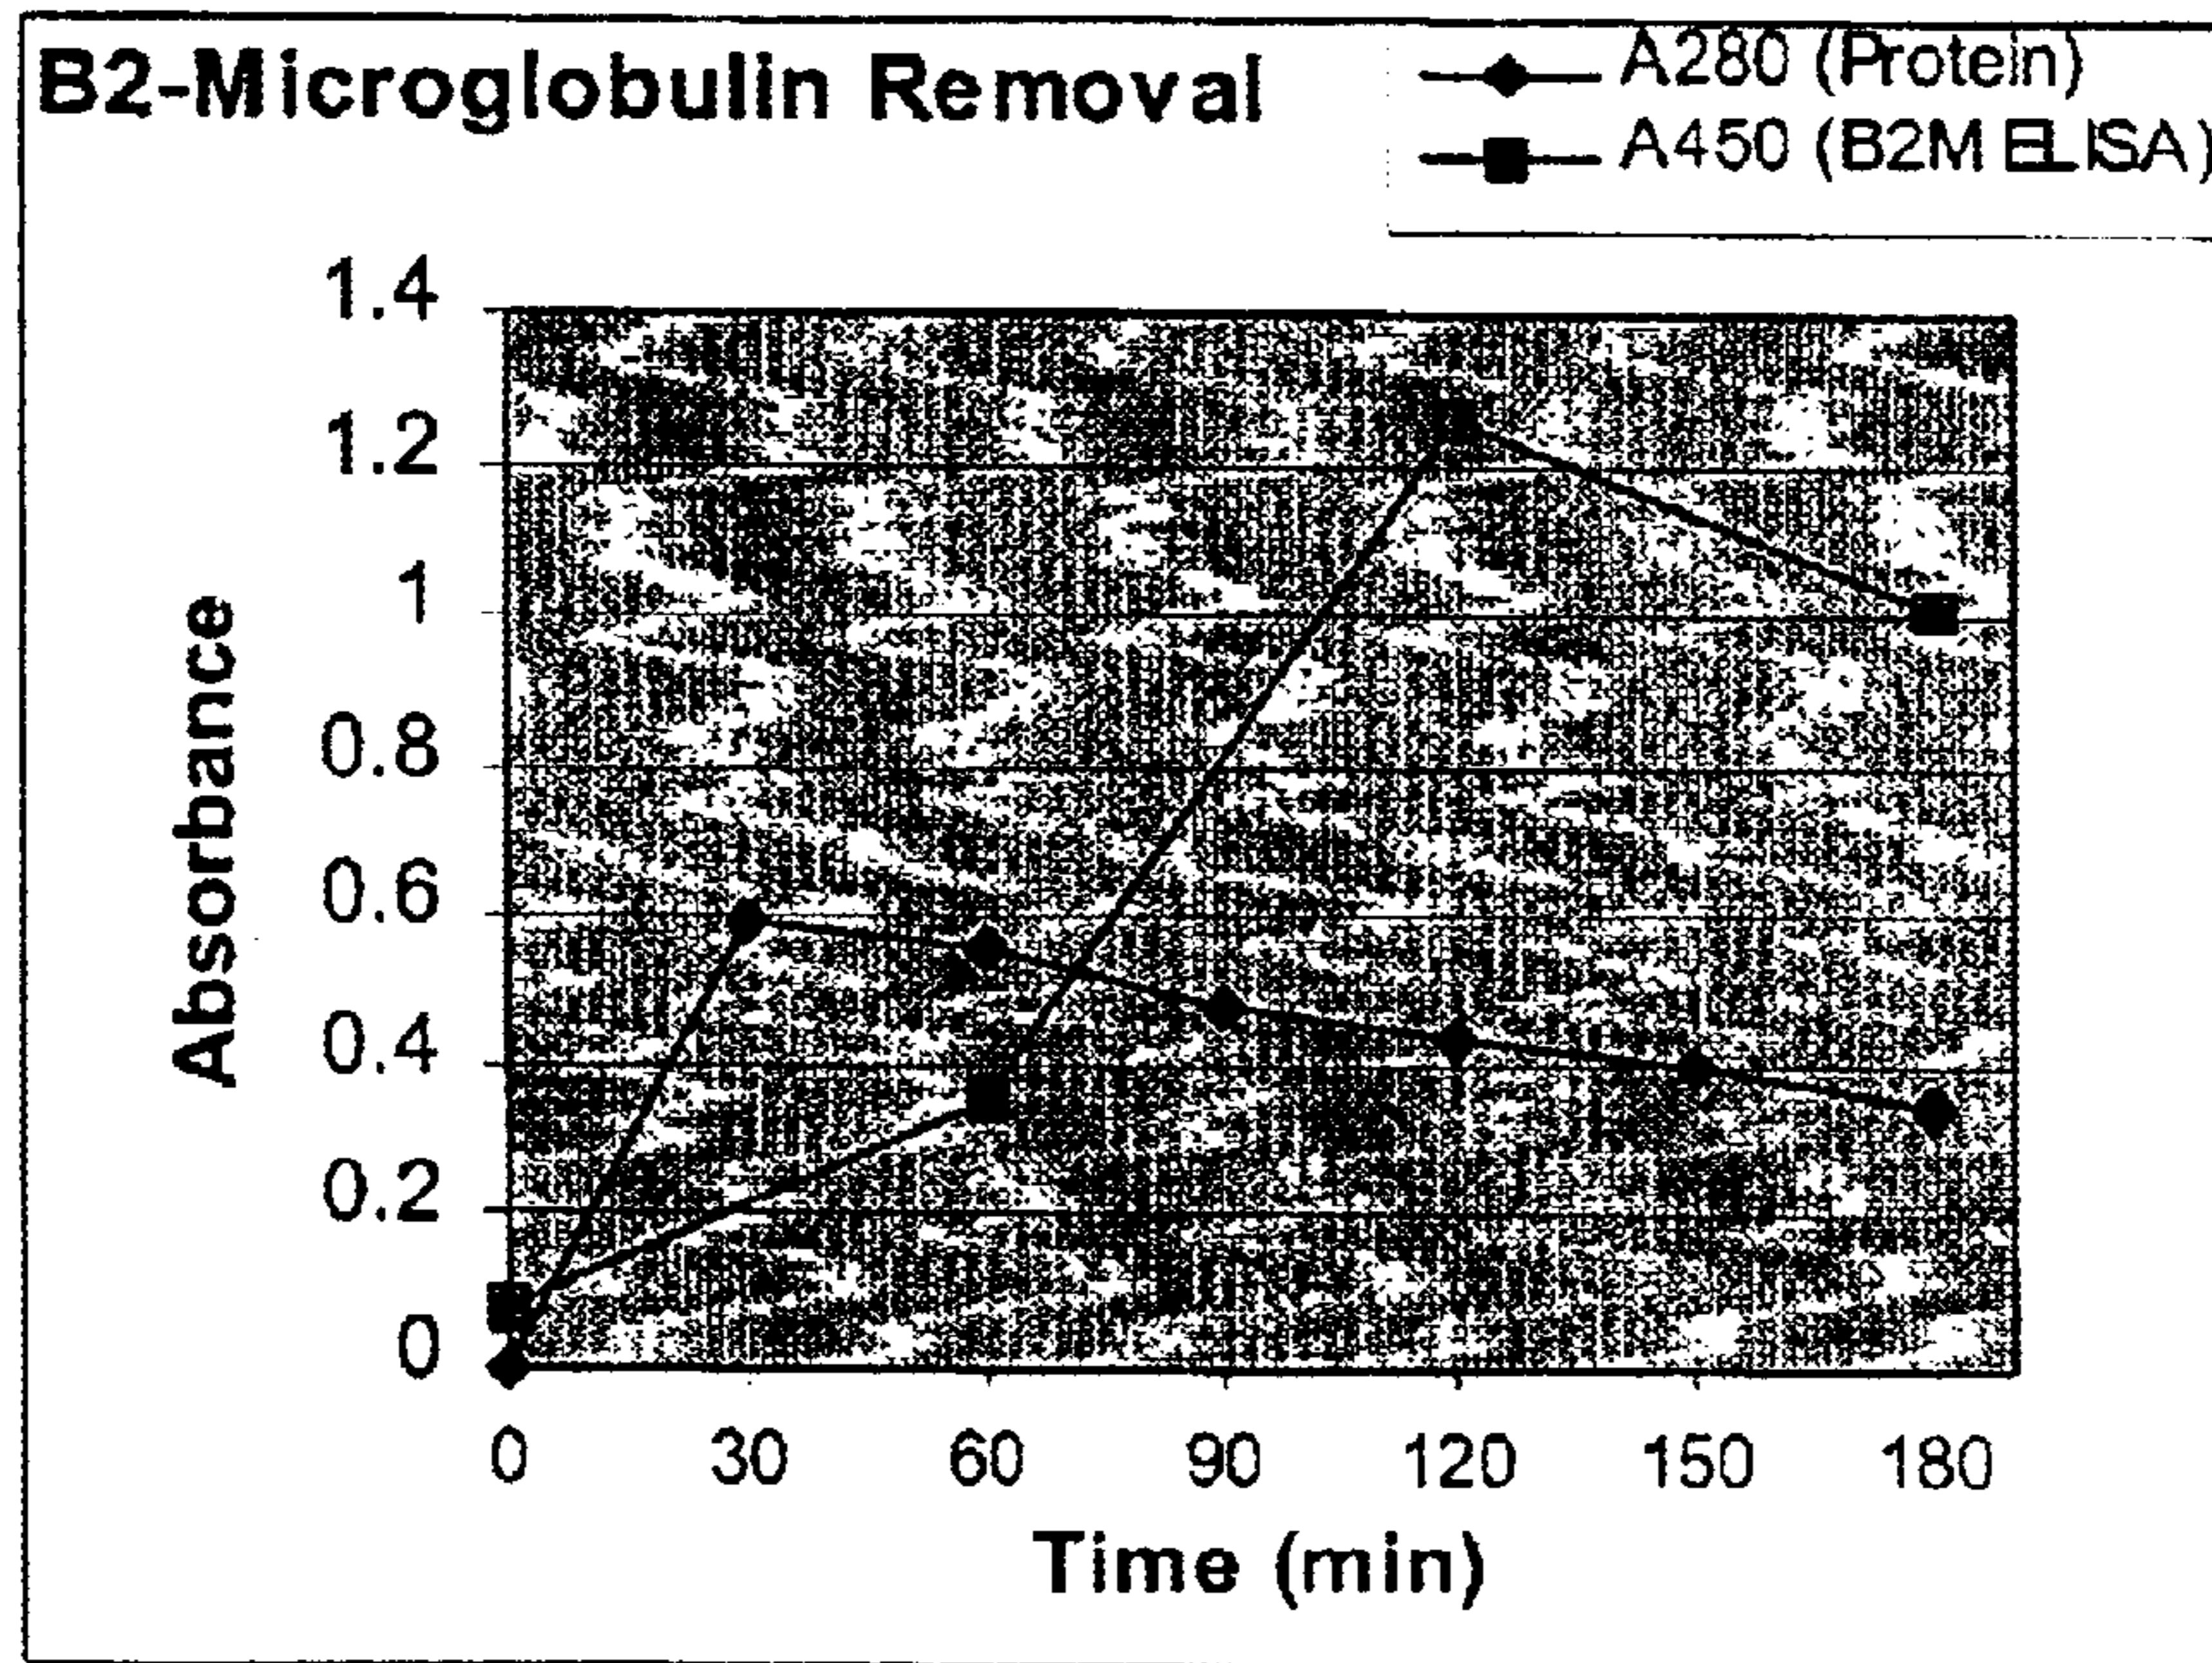 B2-Microglobulin Removal
A280 (Protein)
A450 (B2M ELISA)
1.4
1.2
1
0.8
0.6
0.4
0.2
0
Absorbance
0 30 60 90 120 150 180
Time (min)